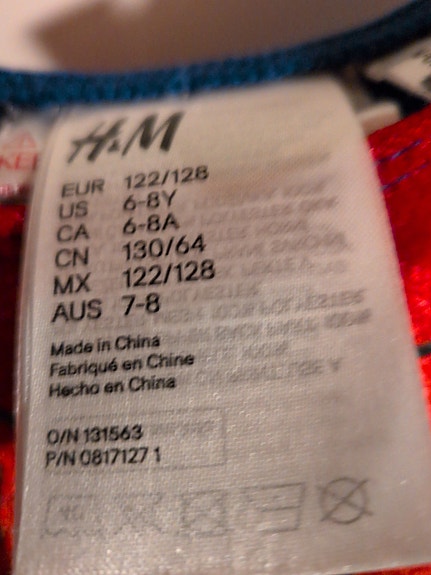 H&M
EUR 122/128
US 6-8Y
CA 6-8A
CN 130/64
MX 122/128
AUS 7-8
Made in China
Fabriqué en Chine
Hecho en China
O/N 131563
P/N 0817127 1
40